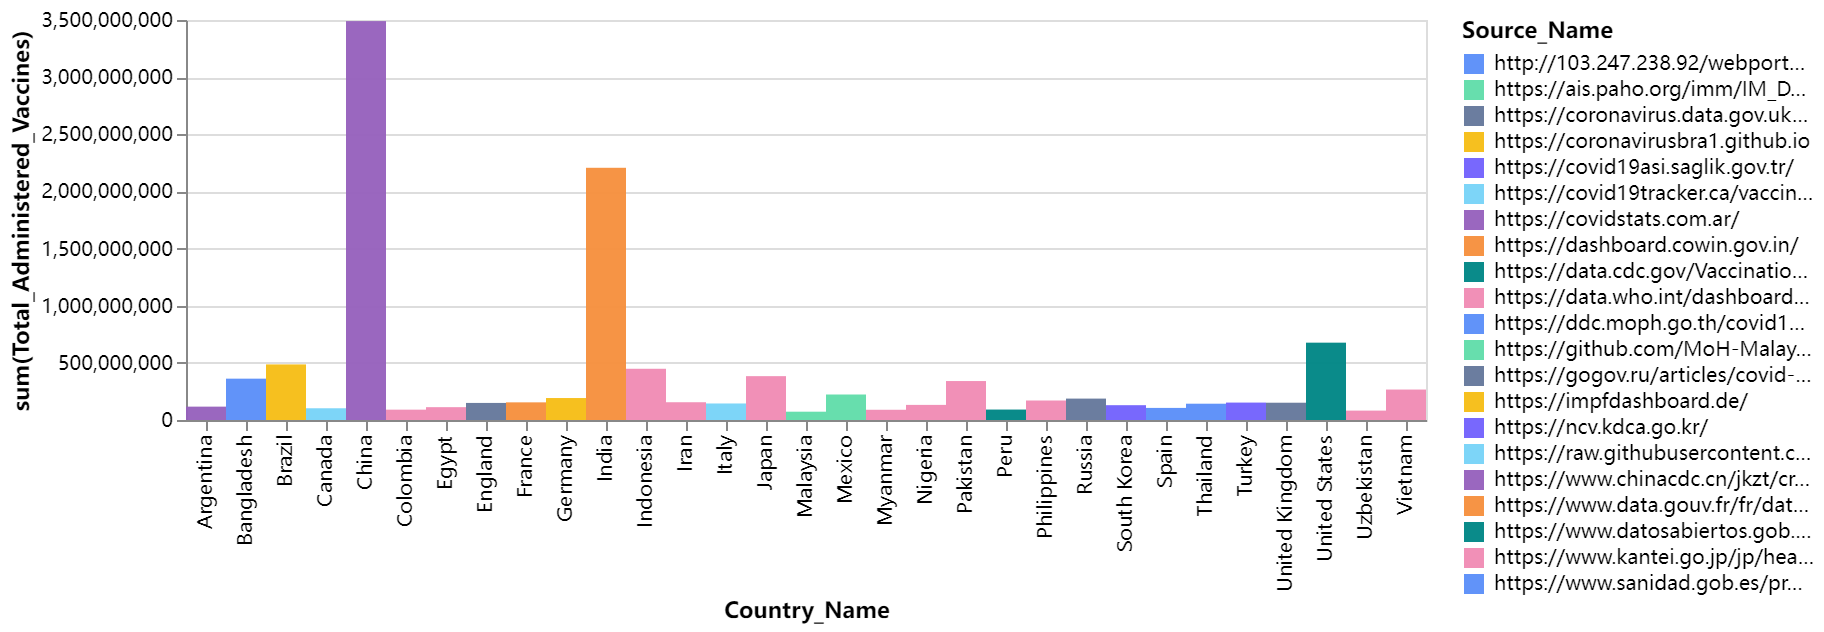 sum(Total_Administered_Vaccines)
3,500,000,000
3,000,000,000
2,500,000,000
2,000,000,000
1,500,000,000
1,000,000,000
500,000,000
0
Argentina
Bangladesh
Brazil
Canada
China
Colombia
Egypt
England
France
Germany
India
Indonesia
Iran
Italy
Japan
Malaysia
Mexico
Myanmar
Nigeria
Pakistan
Peru
Philippines
Russia
South Korea
Spain
Thailand
Turkey
United Kingdom
United States
Uzbekistan
Vietnam
Country_Name
Source_Name
http://103.247.238.92/webport...
https://ais.paho.org/imm/IM_D...
https://coronavirus.data.gov.uk...
https://coronavirusbra1.github.io
https://covid19asi.saglik.gov.tr/
https://covid19tracker.ca/vaccin...
https://covidstats.com.ar/
https://dashboard.cowin.gov.in/
https://data.cdc.gov/Vaccinatio...
https://data.who.int/dashboard...
https://ddc.moph.go.th/covid1...
https://github.com/MoH-Malay...
https://gogov.ru/articles/covid-...
https://impfdashboard.de/
https://ncv.kdca.go.kr/
https://raw.githubusercontent.c...
https://www.chinacdc.cn/jkzt/cr...
https://www.data.gouv.fr/fr/dat...
https://www.datosabiertos.gob....
https://www.kantei.go.jp/jp/hea...
https://www.sanidad.gob.es/pr...